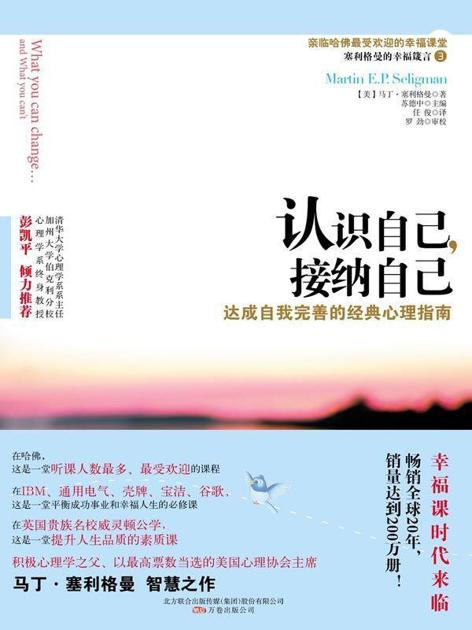 What you can change...
and What you can't
亲临哈佛最受欢迎的幸福课堂
塞利格曼的幸福箴言 3
Martin E.P. Seligman
【美】马丁·塞利格曼 著
苏德中 主编
任 俊 译
罗 劲 审校
认识自己,
接纳自己
达成自我完善的经典心理指南
清华大学心理学系系主任
加州大学伯克利分校
心理学系终身教授
彭凯平 倾力推荐
在哈佛,
这是一堂听课人数最多、最受欢迎的课程
在IBM、通用电气、壳牌、宝洁、谷歌,
这是一堂平衡成功事业和幸福人生的必修课
在英国贵族名校威灵顿公学,
这是一堂提升人生品质的素质课
积极心理学之父、以最高票数当选的美国心理协会主席
马丁·塞利格曼 智慧之作
幸福课时代来临
畅销全球20年,
销量达到200万册!
北方联合出版传媒(集团)股份有限公司
万卷出版公司